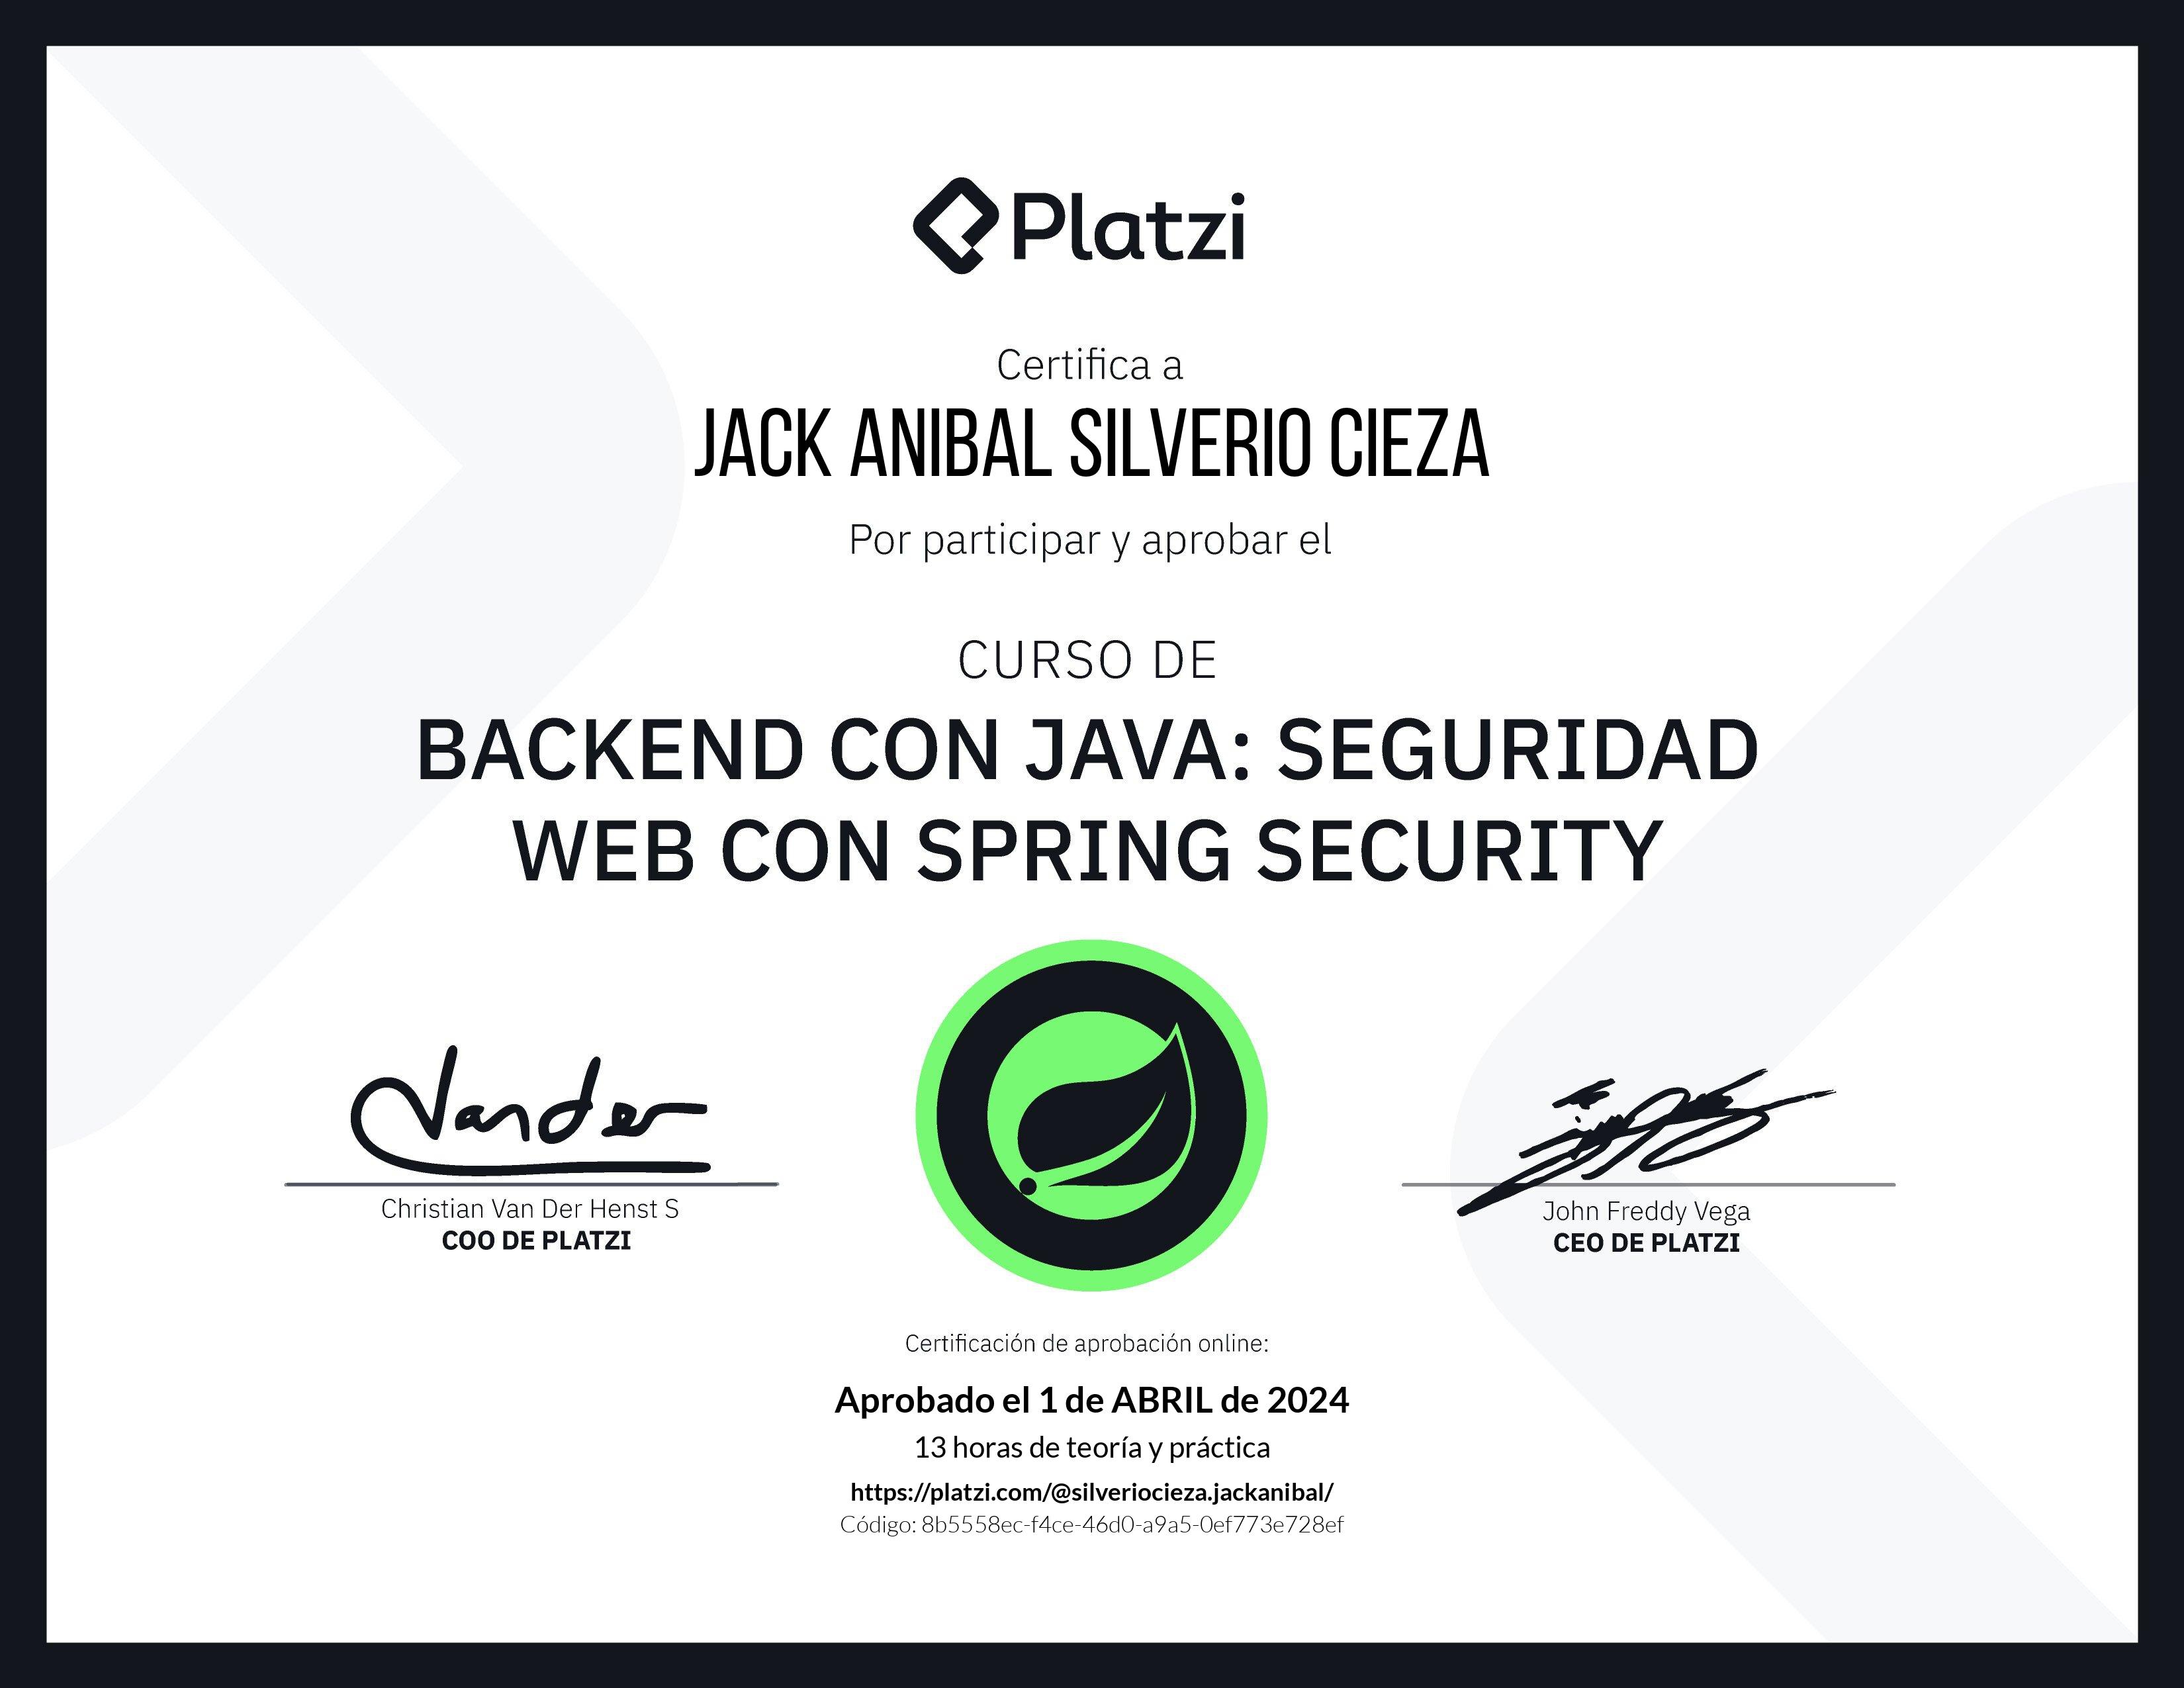 Platzi
Certifica a
JACK ANIBAL SILVERIO CIEZA
Por participar y aprobar el
CURSO DE
BACKEND CON JAVA: SEGURIDAD
WEB CON SPRING SECURITY
Vander
Christian Van Der Henst S
COO DE PLATZI
John Freddy Vega
CEO DE PLATZI
Certificación de aprobación online:
Aprobado el 1 de ABRIL de 2024
13 horas de teoría y práctica
https://platzi.com/@silveriocieza.jackanibal/
Código: 8b5558ec-f4ce-46d0-a9a5-0ef773e728ef